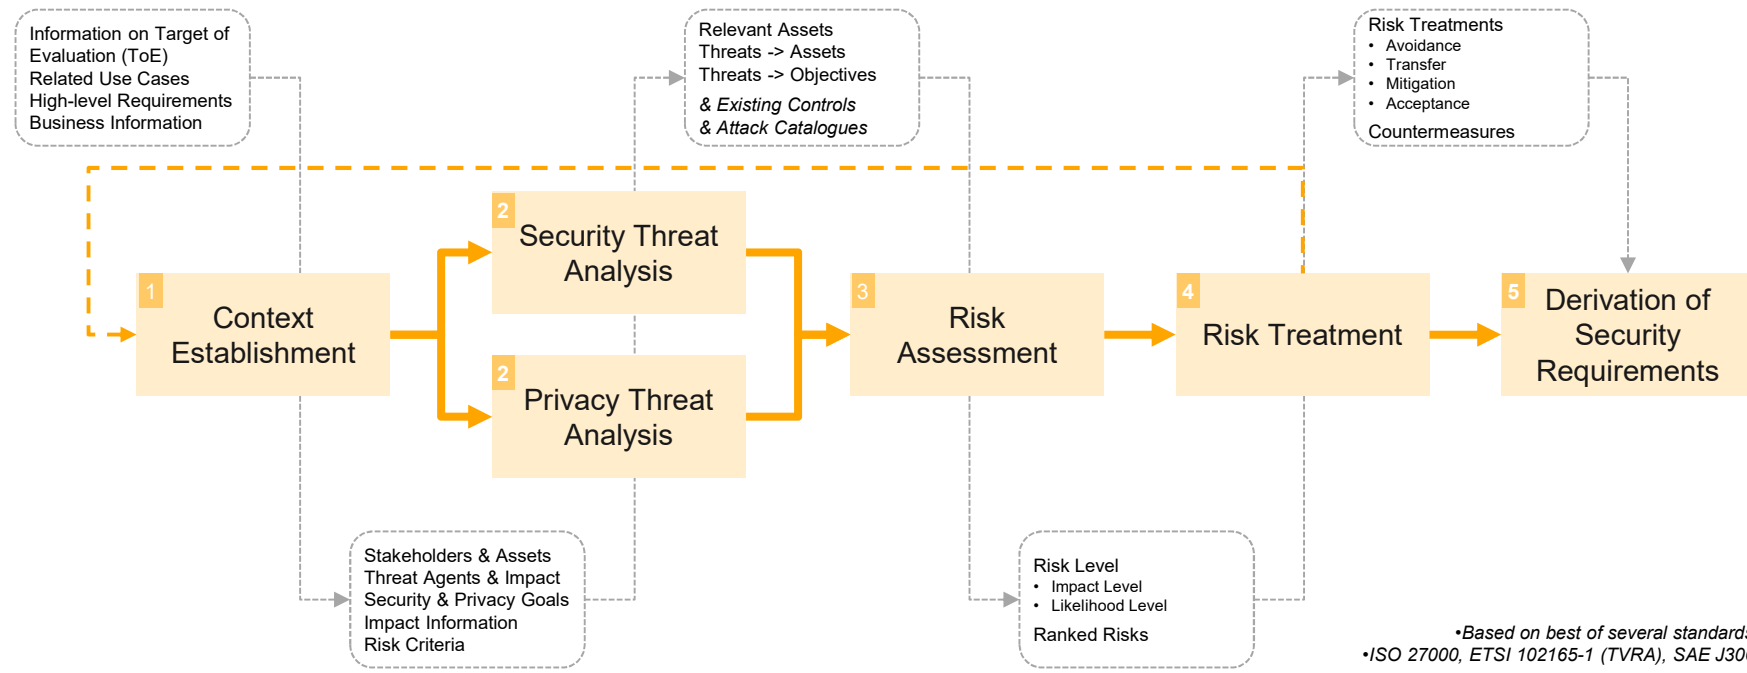 Information on Target of
Evaluation (ToE)
Related Use Cases
High-level Requirements
Business Information
Relevant Assets
Threats -> Assets
Threats -> Objectives
& Existing Controls
& Attack Catalogues
Risk Treatments
• Avoidance
• Transfer
• Mitigation
• Acceptance
Countermeasures
1
Context
Establishment
2
Security Threat
Analysis
2
Privacy Threat
Analysis
3
Risk
Assessment
4
Risk Treatment
5
Derivation of
Security
Requirements
Stakeholders & Assets
Threat Agents & Impact
Security & Privacy Goals
Impact Information
Risk Criteria
Risk Level
• Impact Level
• Likelihood Level
Ranked Risks
•Based on best of several standards
•ISO 27000, ETSI 102165-1 (TVRA), SAE